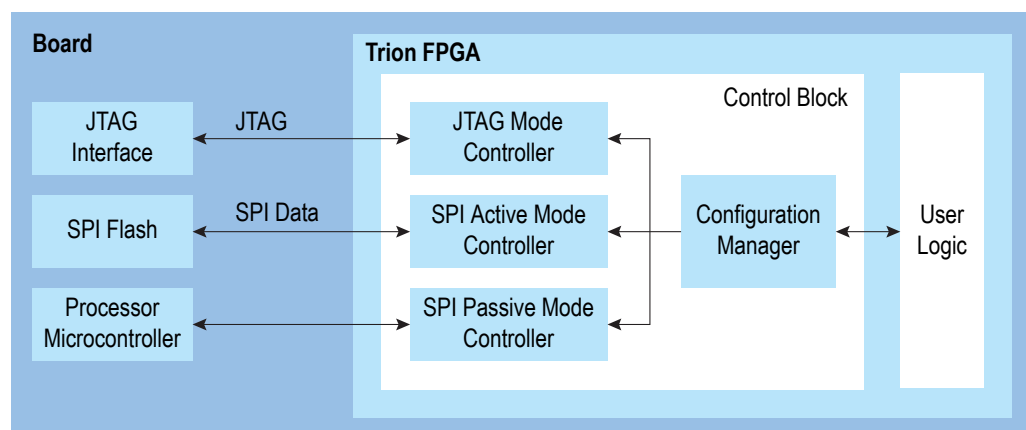 Board
Trion FPGA
Control Block
JTAG
Interface
JTAG
JTAG Mode
Controller
SPI Flash
SPI Data
SPI Active Mode
Controller
Configuration
Manager
User
Logic
Processor
Microcontroller
SPI Passive Mode
Controller